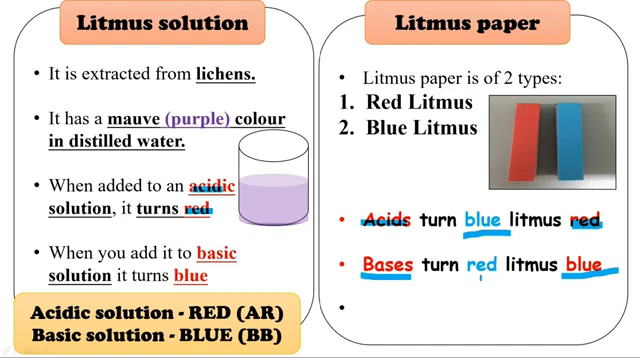 Litmus solution
• It is extracted from lichens.
• It has a mauve (purple) colour
in distilled water.
• When added to an acidic
solution, it turns red
• When you add it to basic
solution it turns blue
Acidic solution - RED (AR)
Basic solution - BLUE (BB)
Litmus paper
• Litmus paper is of 2 types:
1. Red Litmus
2. Blue Litmus
• Acids turn blue litmus red
• Bases turn red litmus blue
•